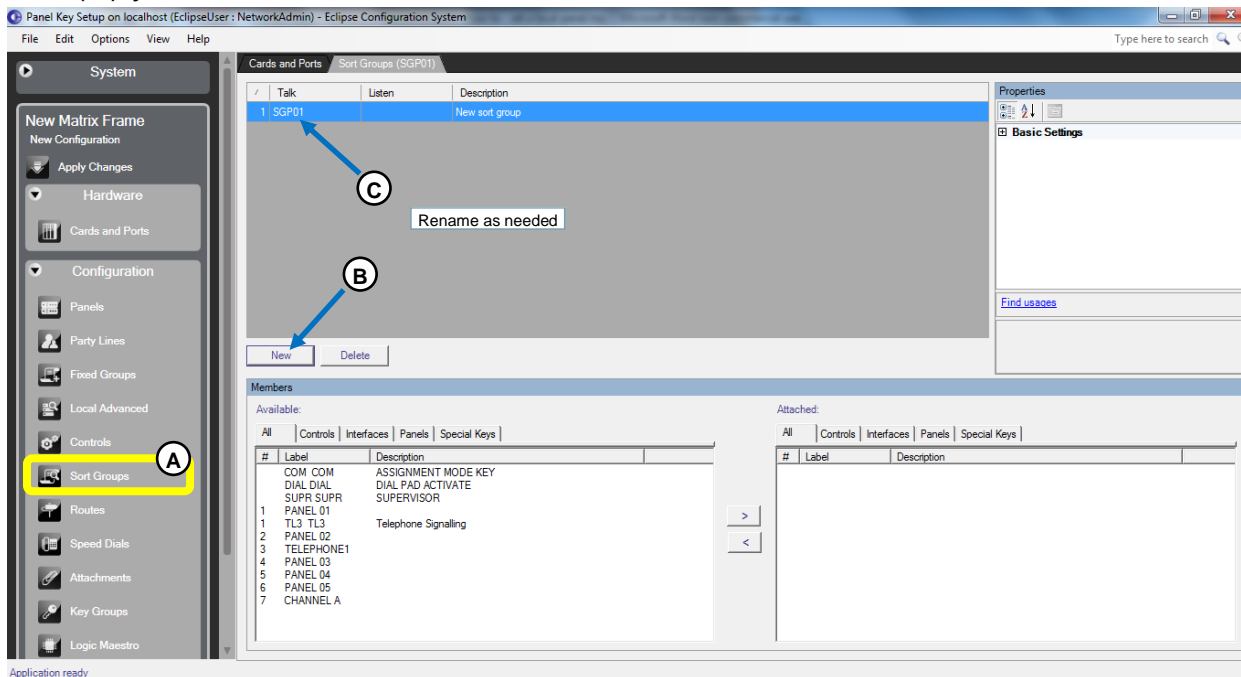 Panel Key Setup on localhost (EclipseUser : NetworkAdmin) - Eclipse Configuration System
File Edit Options View Help
Type here to search
System
New Matrix Frame
New Configuration
Apply Changes
Hardware
Cards and Ports
Configuration
Panels
Party Lines
Fixed Groups
Local Advanced
Controls
Sort Groups
Routes
Speed Dials
Attachments
Key Groups
Logic Maestro
A
Cards and Ports Sort Groups (SGP01)
/ Talk Listen Description
1 SGP01 New sort group
C
Rename as needed
B
New Delete
Properties
Basic Settings
Find usages
Members
Available:
All Controls Interfaces Panels Special Keys
# Label Description
COM COM ASSIGNMENT MODE KEY
DIAL DIAL DIAL PAD ACTIVATE
SUPR SUPR SUPERVISOR
1 PANEL 01
1 TL3 TL3 Telephone Signalling
2 PANEL 02
3 TELEPHONE1
4 PANEL 03
5 PANEL 04
6 PANEL 05
7 CHANNEL A
>
<
Attached:
All Controls Interfaces Panels Special Keys
# Label Description
Application ready